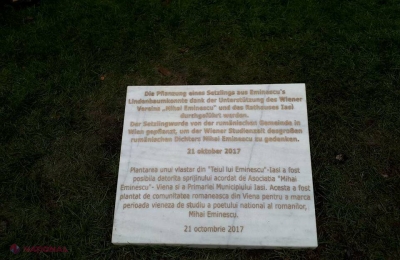 Die Pflanzung eines Setzlings aus Eminescu's
Lindenbaumkonnte dank der Unterstützung des Wiener
Vereins „Mihai Eminescu" und des Rathauses Iasi
durchgeführt worden.
Der Setzlingwurde von der rumänischen Gemeinde in
Wien gepflanzt, um der Wiener Studienzeit desgroßen
rumänischen Dichters Mihai Eminescu zu gedenken.
21 oktober 2017
Plantarea unui vlastar din "Teiul lui Eminescu"-Iasi a fost
posibila datorita sprijinului acordat de Asociatia "Mihai
Eminescu"- Viena si a Primariei Municipiului Iasi. Acesta a fost
plantat de comunitatea romaneasca din Viena pentru a marca
perioada vieneza de studiu a poetului national al romanilor,
Mihai Eminescu.
21 octombrie 2017